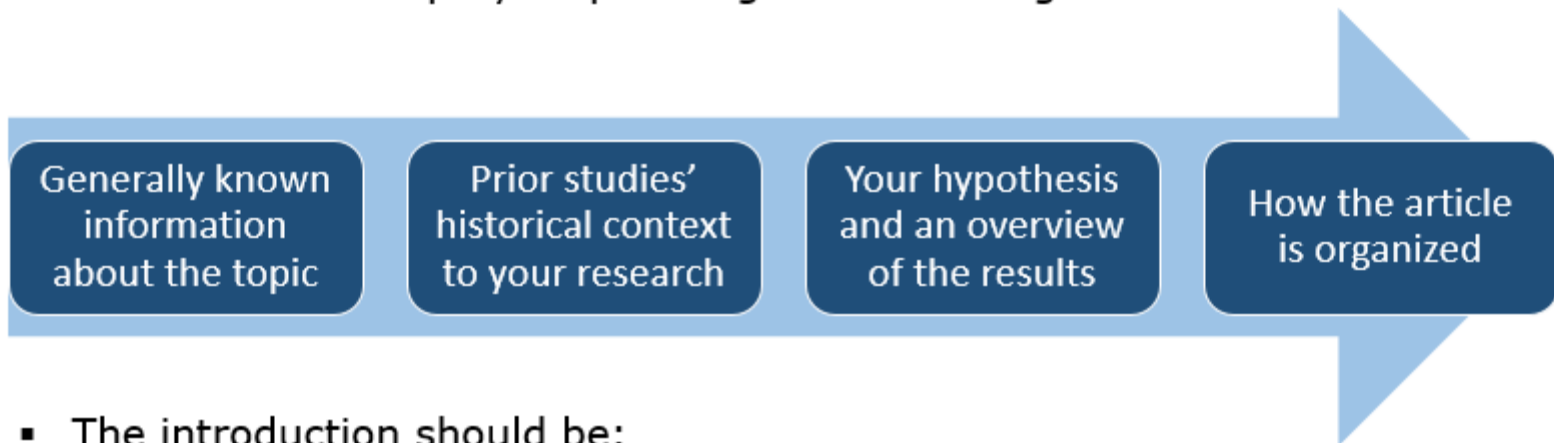 Generally known
information
about the topic
Prior studies’
historical context
to your research
Your hypothesis
and an overview
of the results
How the article
is organized
▪ The introduction should be: